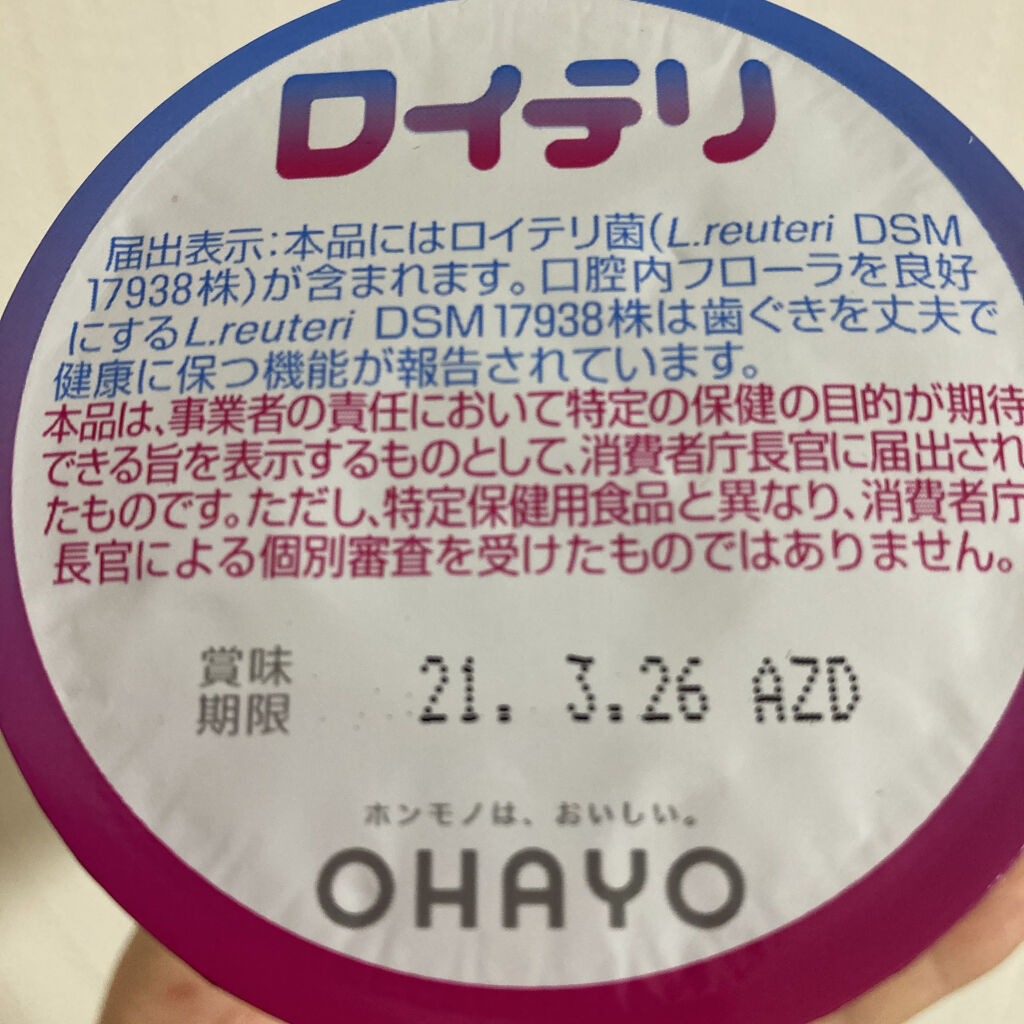 ロイテリ
届出表示:本品にはロイテリ菌(L.reuteri DSM
17938株)が含まれます。口腔内フローラを良好
にするL.reuteri DSM17938株は歯ぐきを丈夫で
健康に保つ機能が報告されています。
本品は、事業者の責任において特定の保健の目的が期待
できる旨を表示するものとして、消費者庁長官に届出され
たものです。ただし、特定保健用食品と異なり、消費者庁
長官による個別審査を受けたものではありません。
賞味
期限 21. 3.26 AZD
ホンモノは、おいしい。
OHAYO